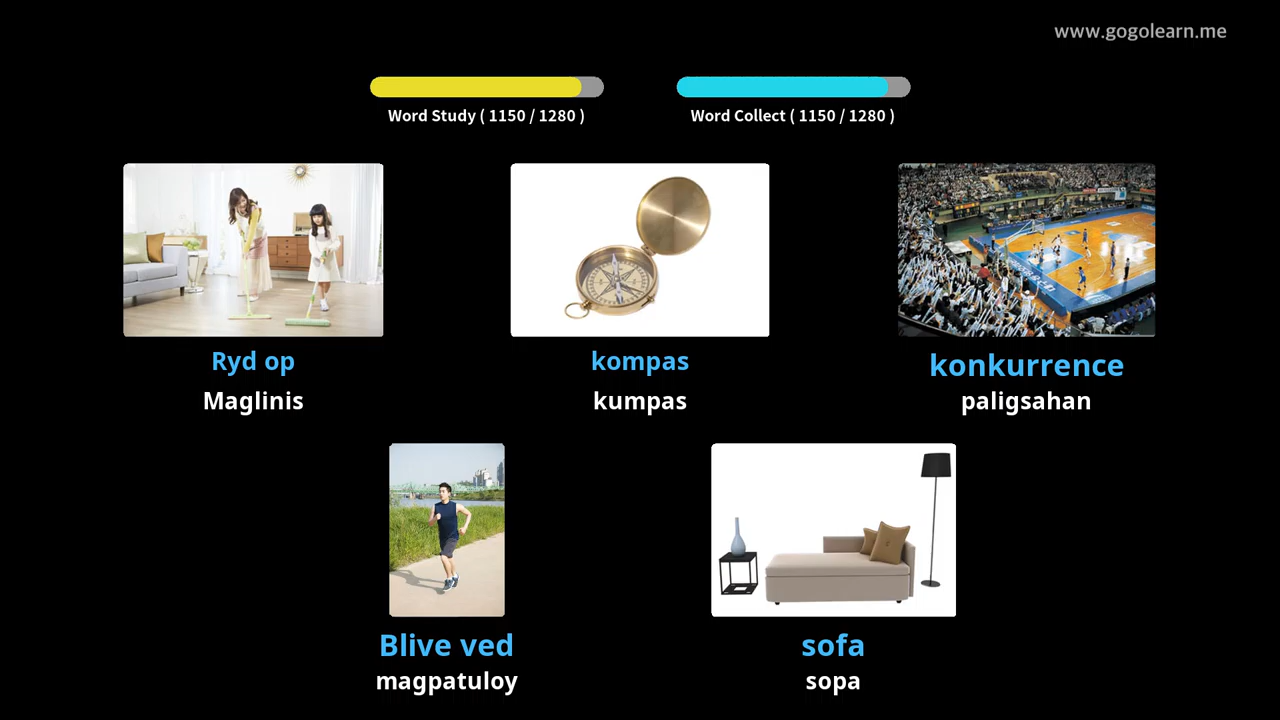 www.gogolearn.me
Word Study ( 1150 / 1280 )
Word Collect ( 1150 / 1280 )
Ryd op
Maglinis
kompas
kumpas
konkurrence
paligsahan
Blive ved
magpatuloy
sofa
sopa